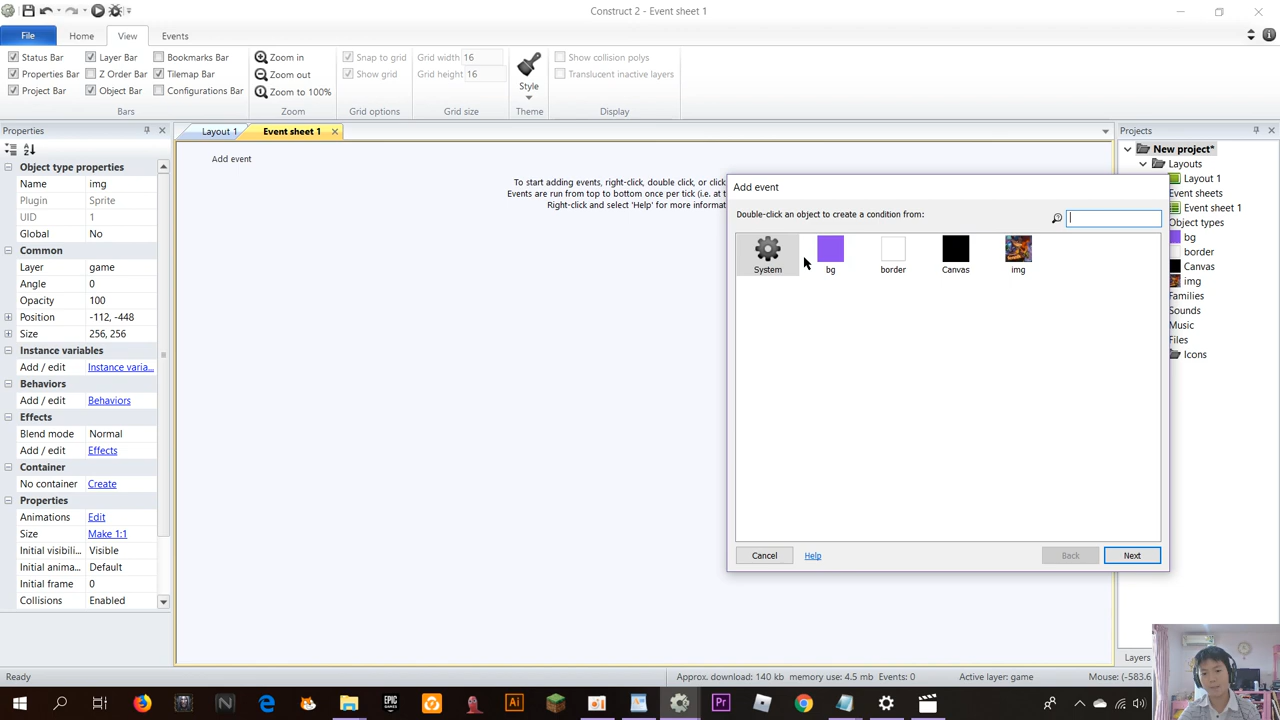 Construct 2 - Event sheet 1
File Home View Events
Status Bar Layer Bar Bookmarks Bar
Properties Bar Z Order Bar Tilemap Bar
Project Bar Object Bar Configurations Bar
Bars
Zoom in
Zoom out
Zoom to 100%
Zoom
Snap to grid
Show grid
Grid options
Grid width 16
Grid height 16
Grid size
Style
Theme
Show collision polys
Translucent inactive layers
Display
Properties
Layout 1 Event sheet 1
Projects
Object type properties
Name img
Plugin Sprite
UID 1
Global No
Common
Layer game
Angle 0
Opacity 100
Position -112, -448
Size 256, 256
Instance variables
Add / edit Instance varia...
Behaviors
Add / edit Behaviors
Effects
Blend mode Normal
Add / edit Effects
Container
No container Create
Properties
Animations Edit
Size Make 1:1
Initial visibili... Visible
Initial anima... Default
Initial frame 0
Collisions Enabled
Add event
To start adding events, right-click, double click, or click
Events are run from top to bottom once per tick (i.e. at t
Right-click and select 'Help' for more informat
Add event
Double-click an object to create a condition from:
System bg border Canvas img
Cancel Help Back Next
New project*
Layouts
Layout 1
Event sheets
Event sheet 1
Object types
bg
border
Canvas
img
Families
Sounds
Music
Files
Icons
Layers
Ready
Approx. download: 140 kb memory use: 4.5 mb Events: 0 Active layer: game Mouse: (-583.6